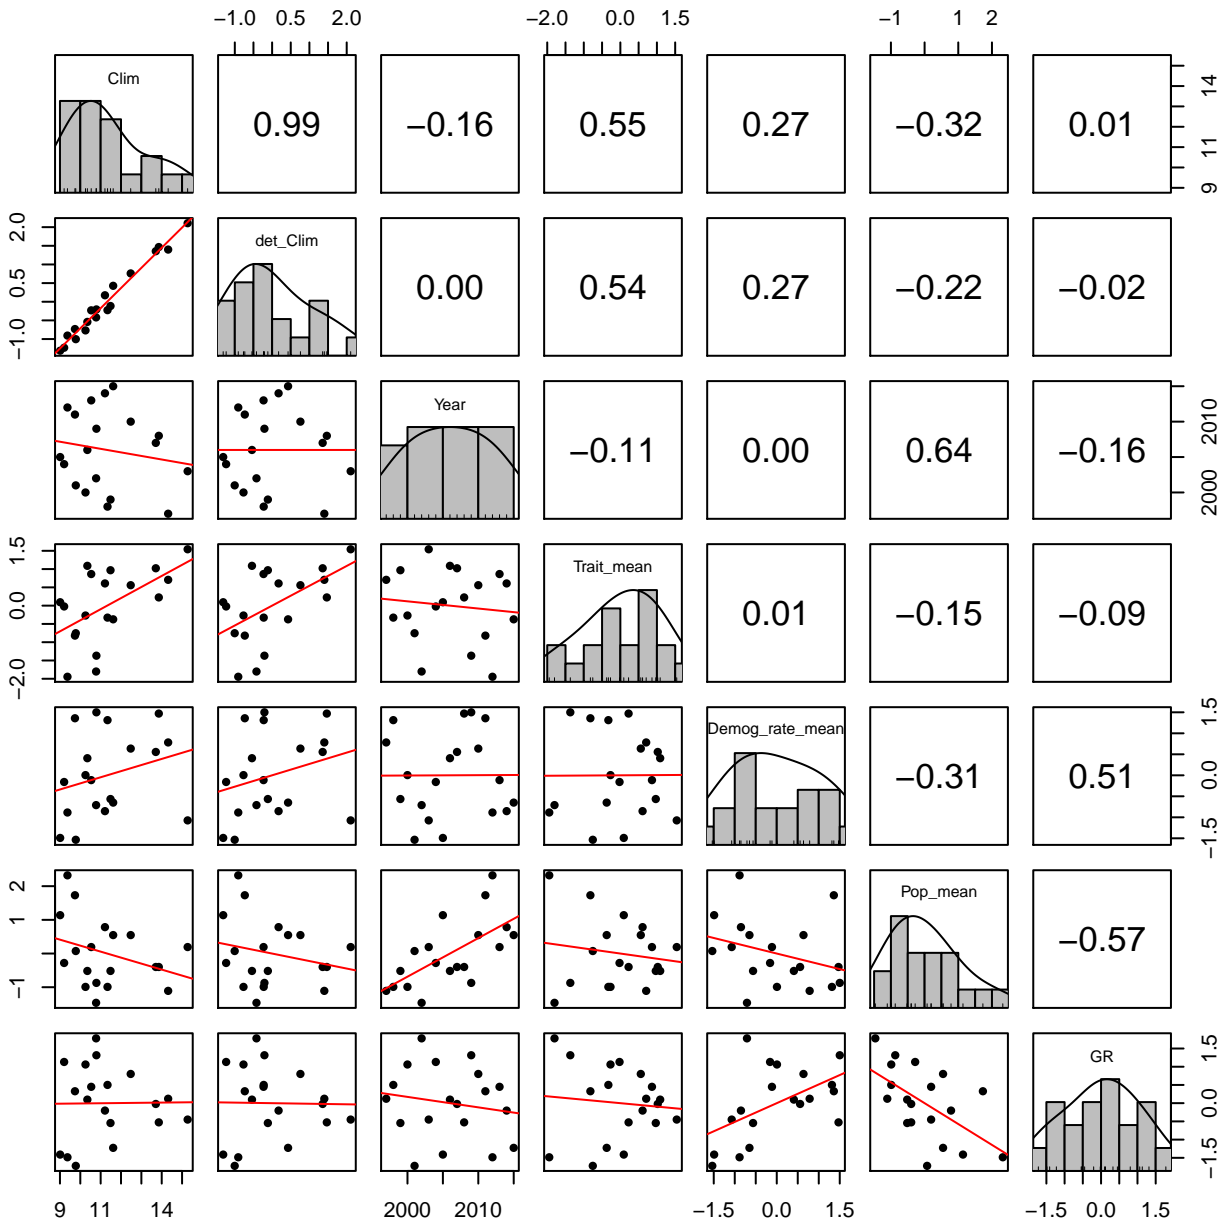 −1.0 0.5 2.0 −2.0 0.0 1.5 −1 1 2
Clim 0.99 −0.16 0.55 0.27 −0.32 0.01 9 11 14
−1.0 0.5 2.0 det_Clim 0.00 0.54 0.27 −0.22 −0.02
Year −0.11 0.00 0.64 −0.16 2000 2010
−2.0 0.0 1.5 Trait_mean 0.01 −0.15 −0.09
Demog_rate_mean −0.31 0.51 −1.5 0.0 1.5
−1 1 2 Pop_mean −0.57
GR −1.5 0.0 1.5
9 11 14 2000 2010 −1.5 0.0 1.5 −1.5 0.0 1.5